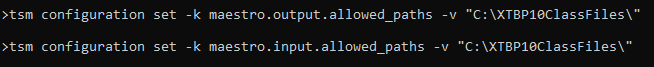 >tsm configuration set -k maestro.output.allowed_paths -v "C:\XTBP10ClassFiles\"
>tsm configuration set -k maestro.input.allowed_paths -v "C:\XTBP10ClassFiles\"